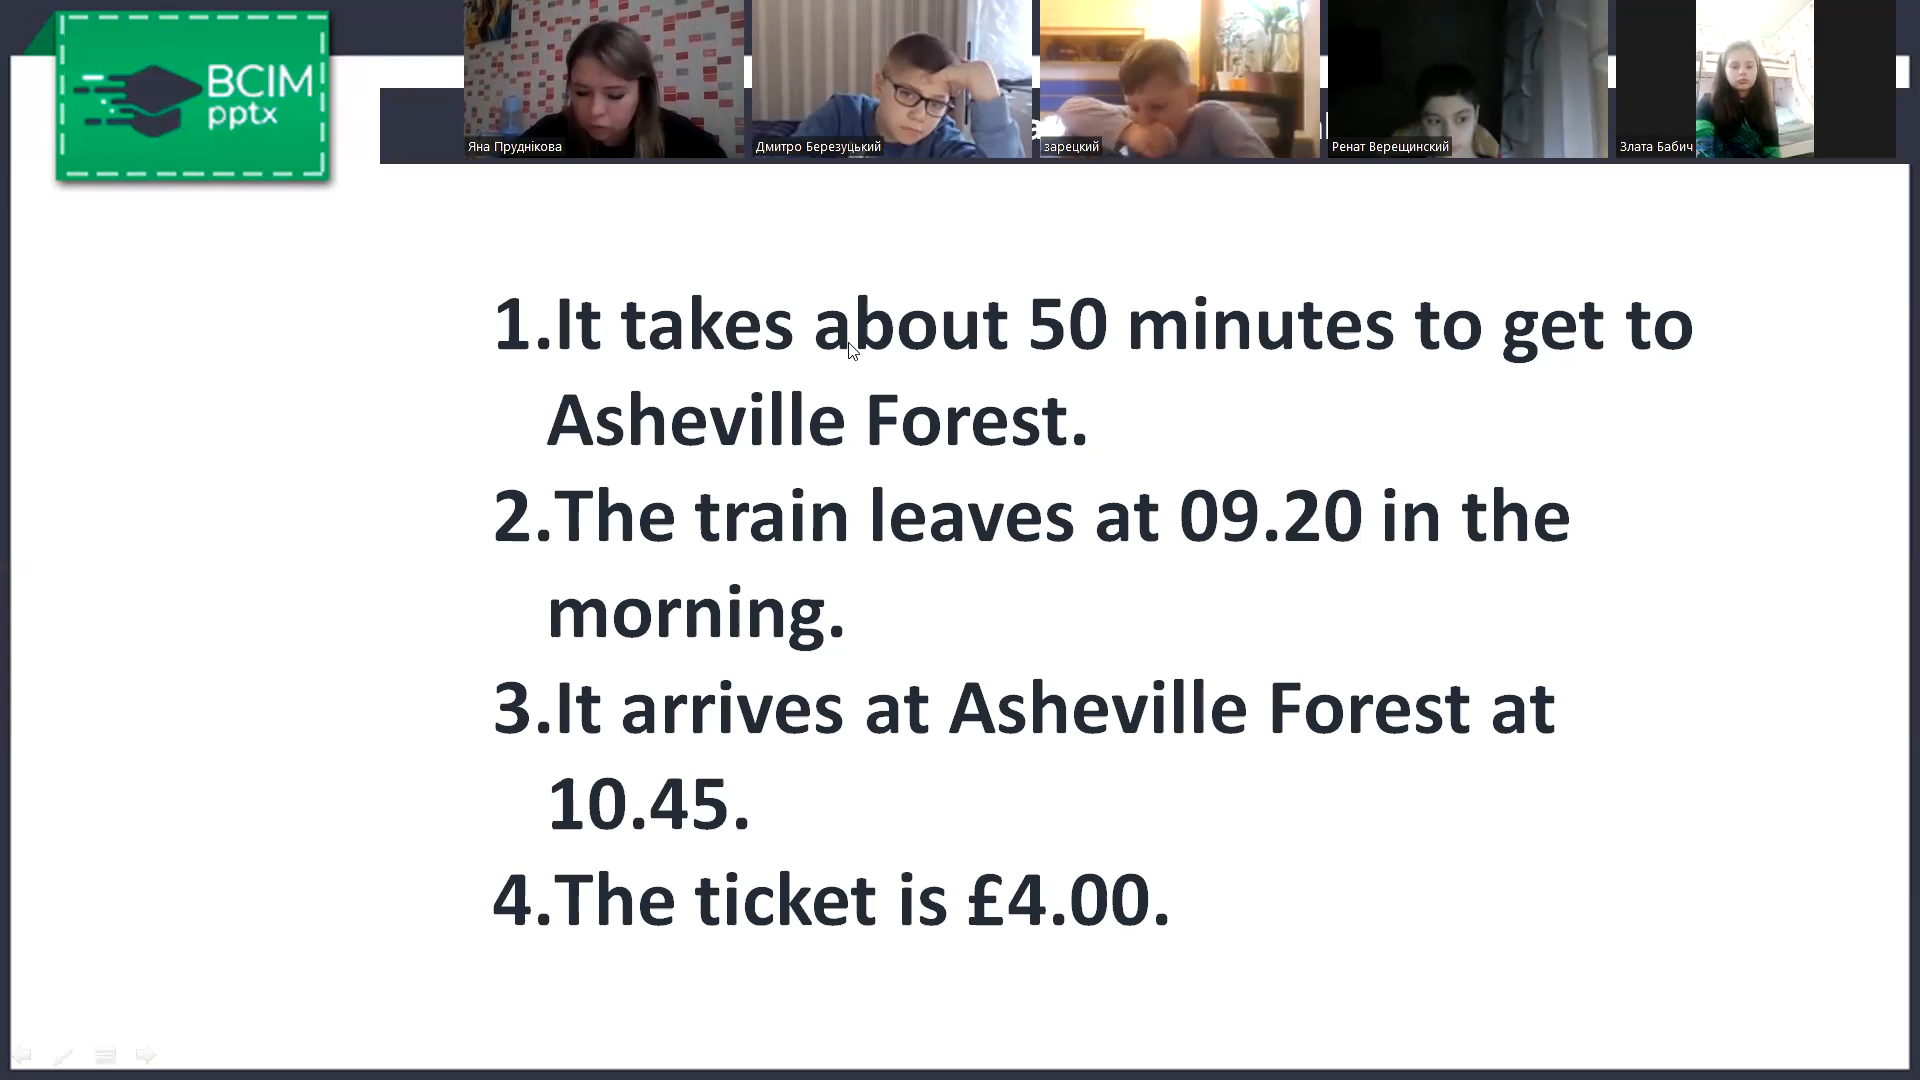 BCIM
pptx
Яна Пруднікова
Дмитро Березуцький
зарецкий
Ренат Верещинский
Злата Бабич
1.It takes about 50 minutes to get to
Asheville Forest.
2.The train leaves at 09.20 in the
morning.
3.It arrives at Asheville Forest at
10.45.
4.The ticket is £4.00.